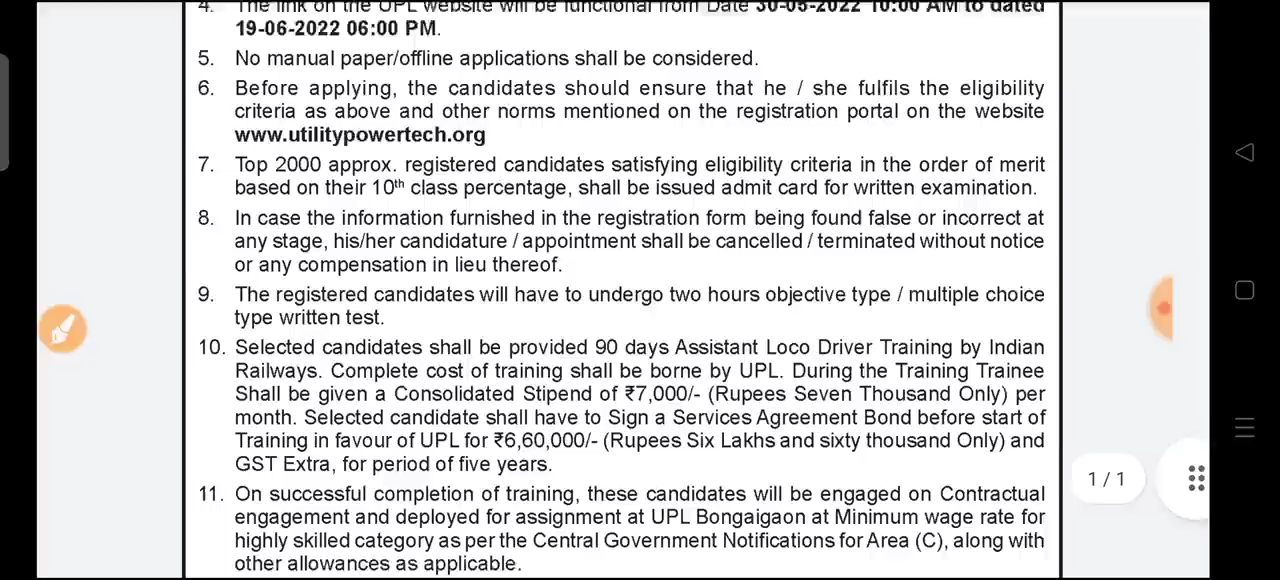 4. The link on the UPL website will be functional from Date 30-05-2022 10:00 AM to dated
19-06-2022 06:00 PM.
5. No manual paper/offline applications shall be considered.
6. Before applying, the candidates should ensure that he / she fulfils the eligibility
criteria as above and other norms mentioned on the registration portal on the website
www.utilitypowertech.org
7. Top 2000 approx. registered candidates satisfying eligibility criteria in the order of merit
based on their 10th class percentage, shall be issued admit card for written examination.
8. In case the information furnished in the registration form being found false or incorrect at
any stage, his/her candidature / appointment shall be cancelled / terminated without notice
or any compensation in lieu thereof.
9. The registered candidates will have to undergo two hours objective type / multiple choice
type written test.
10. Selected candidates shall be provided 90 days Assistant Loco Driver Training by Indian
Railways. Complete cost of training shall be borne by UPL. During the Training Trainee
Shall be given a Consolidated Stipend of ₹7,000/- (Rupees Seven Thousand Only) per
month. Selected candidate shall have to Sign a Services Agreement Bond before start of
Training in favour of UPL for ₹6,60,000/- (Rupees Six Lakhs and sixty thousand Only) and
GST Extra, for period of five years.
1 / 1
11. On successful completion of training, these candidates will be engaged on Contractual
engagement and deployed for assignment at UPL Bongaigaon at Minimum wage rate for
highly skilled category as per the Central Government Notifications for Area (C), along with
other allowances as applicable.